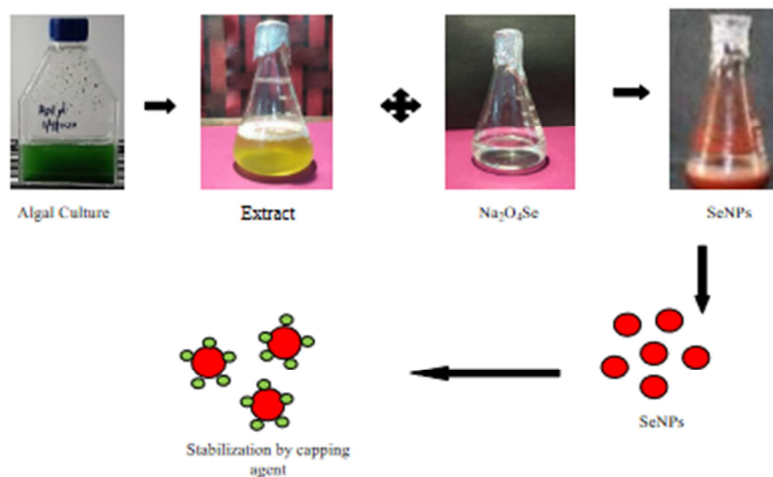 Algal Culture
Extract
Na₂O₄Se
SeNPs
SeNPs
Stabilization by capping
agent